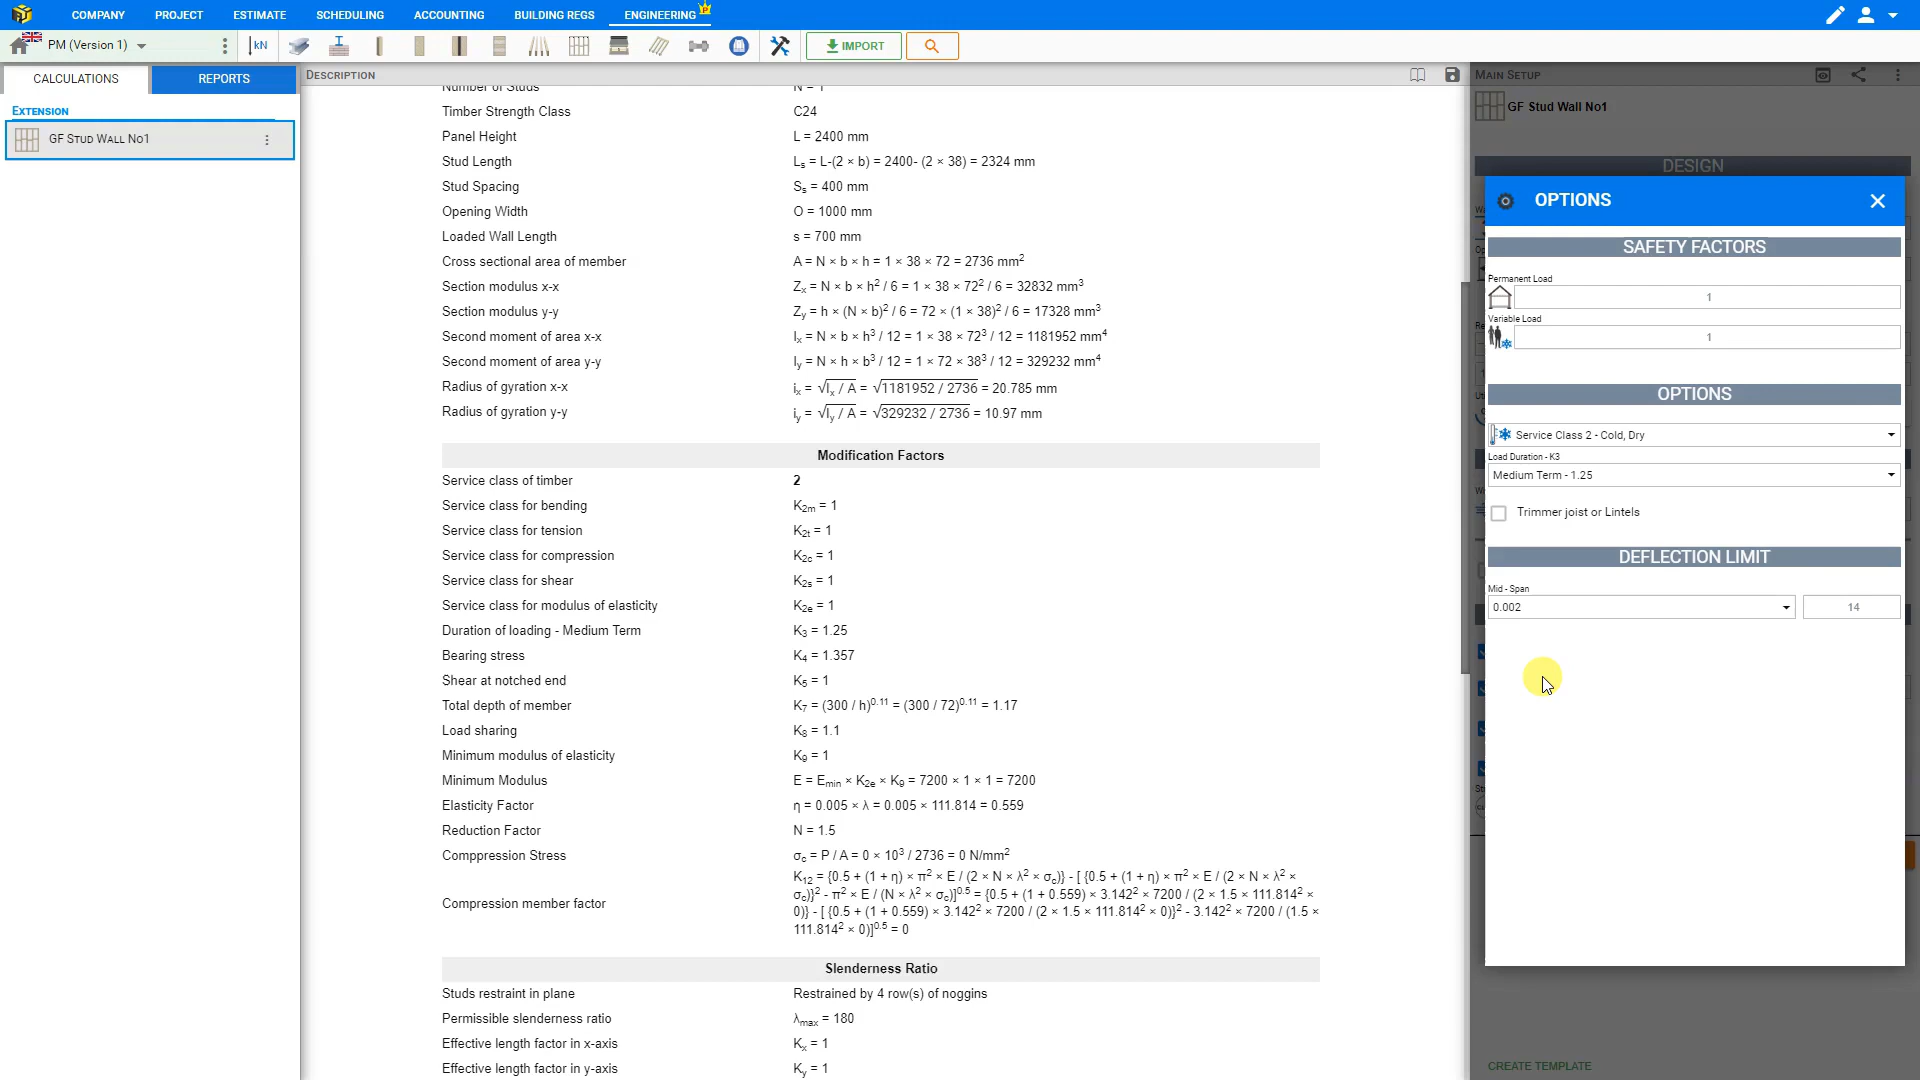 COMPANY PROJECT ESTIMATE SCHEDULING ACCOUNTING BUILDING REGS ENGINEERING
PM (Version 1) kN IMPORT
CALCULATIONS REPORTS
EXTENSION
GF STUD WALL NO1
DESCRIPTION
Number of Studs N = 1
Timber Strength Class C24
Panel Height L = 2400 mm
Stud Length Ls = L-(2 × b) = 2400- (2 × 38) = 2324 mm
Stud Spacing Ss = 400 mm
Opening Width O = 1000 mm
Loaded Wall Length s = 700 mm
Cross sectional area of member A = N × b × h = 1 × 38 × 72 = 2736 mm²
Section modulus x-x Zx = N × b × h² / 6 = 1 × 38 × 72² / 6 = 32832 mm³
Section modulus y-y Zy = h × (N × b)² / 6 = 72 × (1 × 38)² / 6 = 17328 mm³
Second moment of area x-x Ix = N × b × h³ / 12 = 1 × 38 × 72³ / 12 = 1181952 mm⁴
Second moment of area y-y Iy = N × h × b³ / 12 = 1 × 72 × 38³ / 12 = 329232 mm⁴
Radius of gyration x-x ix = √Ix / A = √1181952 / 2736 = 20.785 mm
Radius of gyration y-y iy = √Iy / A = √329232 / 2736 = 10.97 mm
Modification Factors
Service class of timber 2
Service class for bending K2m = 1
Service class for tension K2t = 1
Service class for compression K2c = 1
Service class for shear K2s = 1
Service class for modulus of elasticity K2e = 1
Duration of loading - Medium Term K3 = 1.25
Bearing stress K4 = 1.357
Shear at notched end K5 = 1
Total depth of member K7 = (300 / h)^0.11 = (300 / 72)^0.11 = 1.17
Load sharing K8 = 1.1
Minimum modulus of elasticity K9 = 1
Minimum Modulus E = Emin × K2e × K9 = 7200 × 1 × 1 = 7200
Elasticity Factor η = 0.005 × λ = 0.005 × 111.814 = 0.559
Reduction Factor N = 1.5
Comppression Stress σc = P / A = 0 × 10³ / 2736 = 0 N/mm²
Compression member factor K12 = {0.5 + (1 + η) × π² × E / (2 × N × λ² × σc)} - [ {0.5 + (1 + η) × π² × E / (2 × N × λ² ×
σc)}² - π² × E / (N × λ² × σc)]^0.5 = {0.5 + (1 + 0.559) × 3.142² × 7200 / (2 × 1.5 × 111.814² ×
0)} - [ {0.5 + (1 + 0.559) × 3.142² × 7200 / (2 × 1.5 × 111.814² × 0)}² - 3.142² × 7200 / (1.5 ×
111.814² × 0)]^0.5 = 0
Slenderness Ratio
Studs restraint in plane Restrained by 4 row(s) of noggins
Permissible slenderness ratio λmax = 180
Effective length factor in x-axis Kx = 1
Effective length factor in y-axis Ky = 1
MAIN SETUP
GF Stud Wall No1
DESIGN
OPTIONS
SAFETY FACTORS
Permanent Load
1
Variable Load
1
OPTIONS
Service Class 2 - Cold, Dry
Load Duration - K3
Medium Term - 1.25
Trimmer joist or Lintels
DEFLECTION LIMIT
Mid - Span
0.002 14
CREATE TEMPLATE